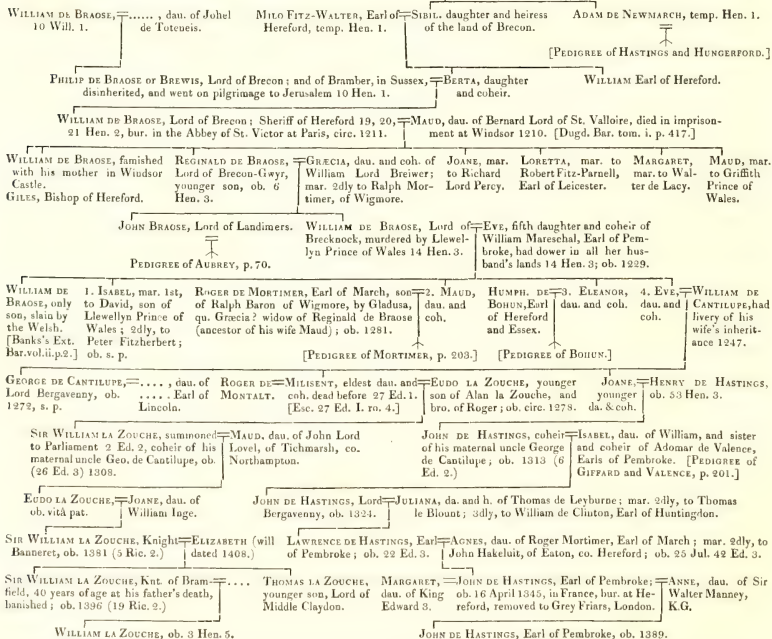 WILLIAM DE BRAOSE,
10 Will. 1.
......, dau. of Johel
de Toteneis.
MILO FITZ-WALTER, Earl of
Hereford, temp. Hen. 1.
SIBIL. daughter and heiress
of the land of Brecon.
ADAM DE NEWMARCH, temp. Hen. 1.
[PEDIGREE of HASTINGS and HUNGERFORD.]
PHILIP DE BRAOSE or BREWIS, Lord of Brecon; and of Bramber, in Sussex,
disinherited, and went on pilgrimage to Jerusalem 10 Hen. 1.
BERTA, daughter
and coheir.
WILLIAM Earl of Hereford.
WILLIAM DE BRAOSE, Lord of Brecon; Sheriff of Hereford 19, 20,
21 Hen. 2, bur. in the Abbey of St. Victor at Paris, circ. 1211.
MAUD, dau. of Bernard Lord of St. Valloire, died in imprison-
ment at Windsor 1210. [Dugd. Bar. tom. i. p. 417.]
WILLIAM DE BRAOSE, famished
with his mother in Windsor
Castle.
GILES, Bishop of Hereford.
REGINALD DE BRAOSE,
Lord of Brecon-Gwyr,
younger son, ob. 6
Hen. 3.
GRÆCIA, dau. and coh. of
William Lord Breiwer;
mar. 2dly to Ralph Mor-
timer, of Wigmore.
JOANE, mar.
to Richard
Lord Percy.
LORETTA, mar. to
Robert Fitz-Parnell,
Earl of Leicester.
MARGARET,
mar. to Wal-
ter de Lacy.
MAUD, mar.
to Griffith
Prince of
Wales.
JOHN BRAOSE, Lord of Landimers.
PEDIGREE of AUBREY, p. 70.
WILLIAM DE BRAOSE, Lord of
Brecknock, murdered by Llewel-
lyn Prince of Wales 14 Hen. 3.
EVE, fifth daughter and coheir of
William Mareschal, Earl of Pem-
broke, had dower in all her hus-
band's lands 14 Hen. 3; ob. 1229.
WILLIAM DE
BRAOSE, only
son, slain by
the Welsh.
[Banks's Ext.
Bar.vol.ii.p.2.]
1. ISABEL, mar. 1st,
to David, son of
Llewellyn Prince of
Wales; 2dly, to
Peter Fitzherbert;
ob. s. p.
ROGER DE MORTIMER, Earl of March, son
of Ralph Baron of Wigmore, by Gladusa,
qu. Græcia? widow of Reginald de Braose
(ancestor of his wife Maud); ob. 1281.
2. MAUD,
dau. and
coh.
[PEDIGREE of MORTIMER, p. 203.]
HUMPH. DE
BOHUN, Earl
of Hereford
and Essex.
3. ELEANOR,
dau. and coh.
[PEDIGREE of BOHUN.]
4. EVE,
dau. and
coh.
WILLIAM DE
CANTILUPE, had
livery of his
wife's inherit-
ance 1247.
GEORGE DE CANTILUPE,
Lord Bergavenny, ob.
1272, s. p.
...., dau. of
.... Earl of
Lincoln.
ROGER DE
MONTALT.
MILISENT, eldest dau. and
coh. dead before 27 Ed. 1.
[Esc. 27 Ed. I. rn. 4.]
EUDO LA ZOUCHE, younger
son of Alan la Zouche, and
bro. of Roger; ob. circ. 1278.
JOANE,
younger
da. & coh.
HENRY DE HASTINGS,
ob. 53 Hen. 3.
SIR WILLIAM LA ZOUCHE, summoned
to Parliament 2 Ed. 2, coheir of his
maternal uncle Geo. de Cantilupe, ob.
(26 Ed. 3) 1308.
MAUD, dau. of John Lord
Lovel, of Tichmarsh, co.
Northampton.
JOHN DE HASTINGS, coheir
of his maternal uncle George
de Cantilupe; ob. 1313 (6
Ed. 2.)
ISABEL, dau. of William, and sister
and coheir of Adomar de Valence,
Earls of Pembroke. [PEDIGREE of
GIFFARD and VALENCE, p. 201.]
EUDO LA ZOUCHE,
ob. vitâ pat.
JOANE, dau. of
William Inge.
JOHN DE HASTINGS, Lord
Bergavenny, ob. 1324.
JULIANA, da. and h. of Thomas de Leyburne; mar. 2dly, to Thomas
le Blount; 3dly, to William de Clinton, Earl of Huntingdon.
SIR WILLIAM LA ZOUCHE, Knight
Banneret, ob. 1381 (5 Ric. 2.)
ELIZABETH (will
dated 1408.)
LAWRENCE DE HASTINGS, Earl
of Pembroke; ob. 22 Ed. 3.
AGNES, dau. of Roger Mortimer, Earl of March; mar. 2dly, to
John Hakeluit, of Eaton, co. Hereford; ob. 25 Jul. 42 Ed. 3.
SIR WILLIAM LA ZOUCHE, Knt. of Bram-
field, 40 years of age at his father's death,
banished; ob. 1396 (19 Ric. 2.)
....
THOMAS LA ZOUCHE,
younger son, Lord of
Middle Claydon.
MARGARET,
dau. of King
Edward 3.
JOHN DE HASTINGS, Earl of Pembroke;
ob. 16 April 1345, in France, bur. at He-
reford, removed to Grey Friars, London.
ANNE, dau. of Sir
Walter Manney,
K.G.
WILLIAM LA ZOUCHE, ob. 3 Hen. 5.
JOHN DE HASTINGS, Earl of Pembroke, ob. 1389.